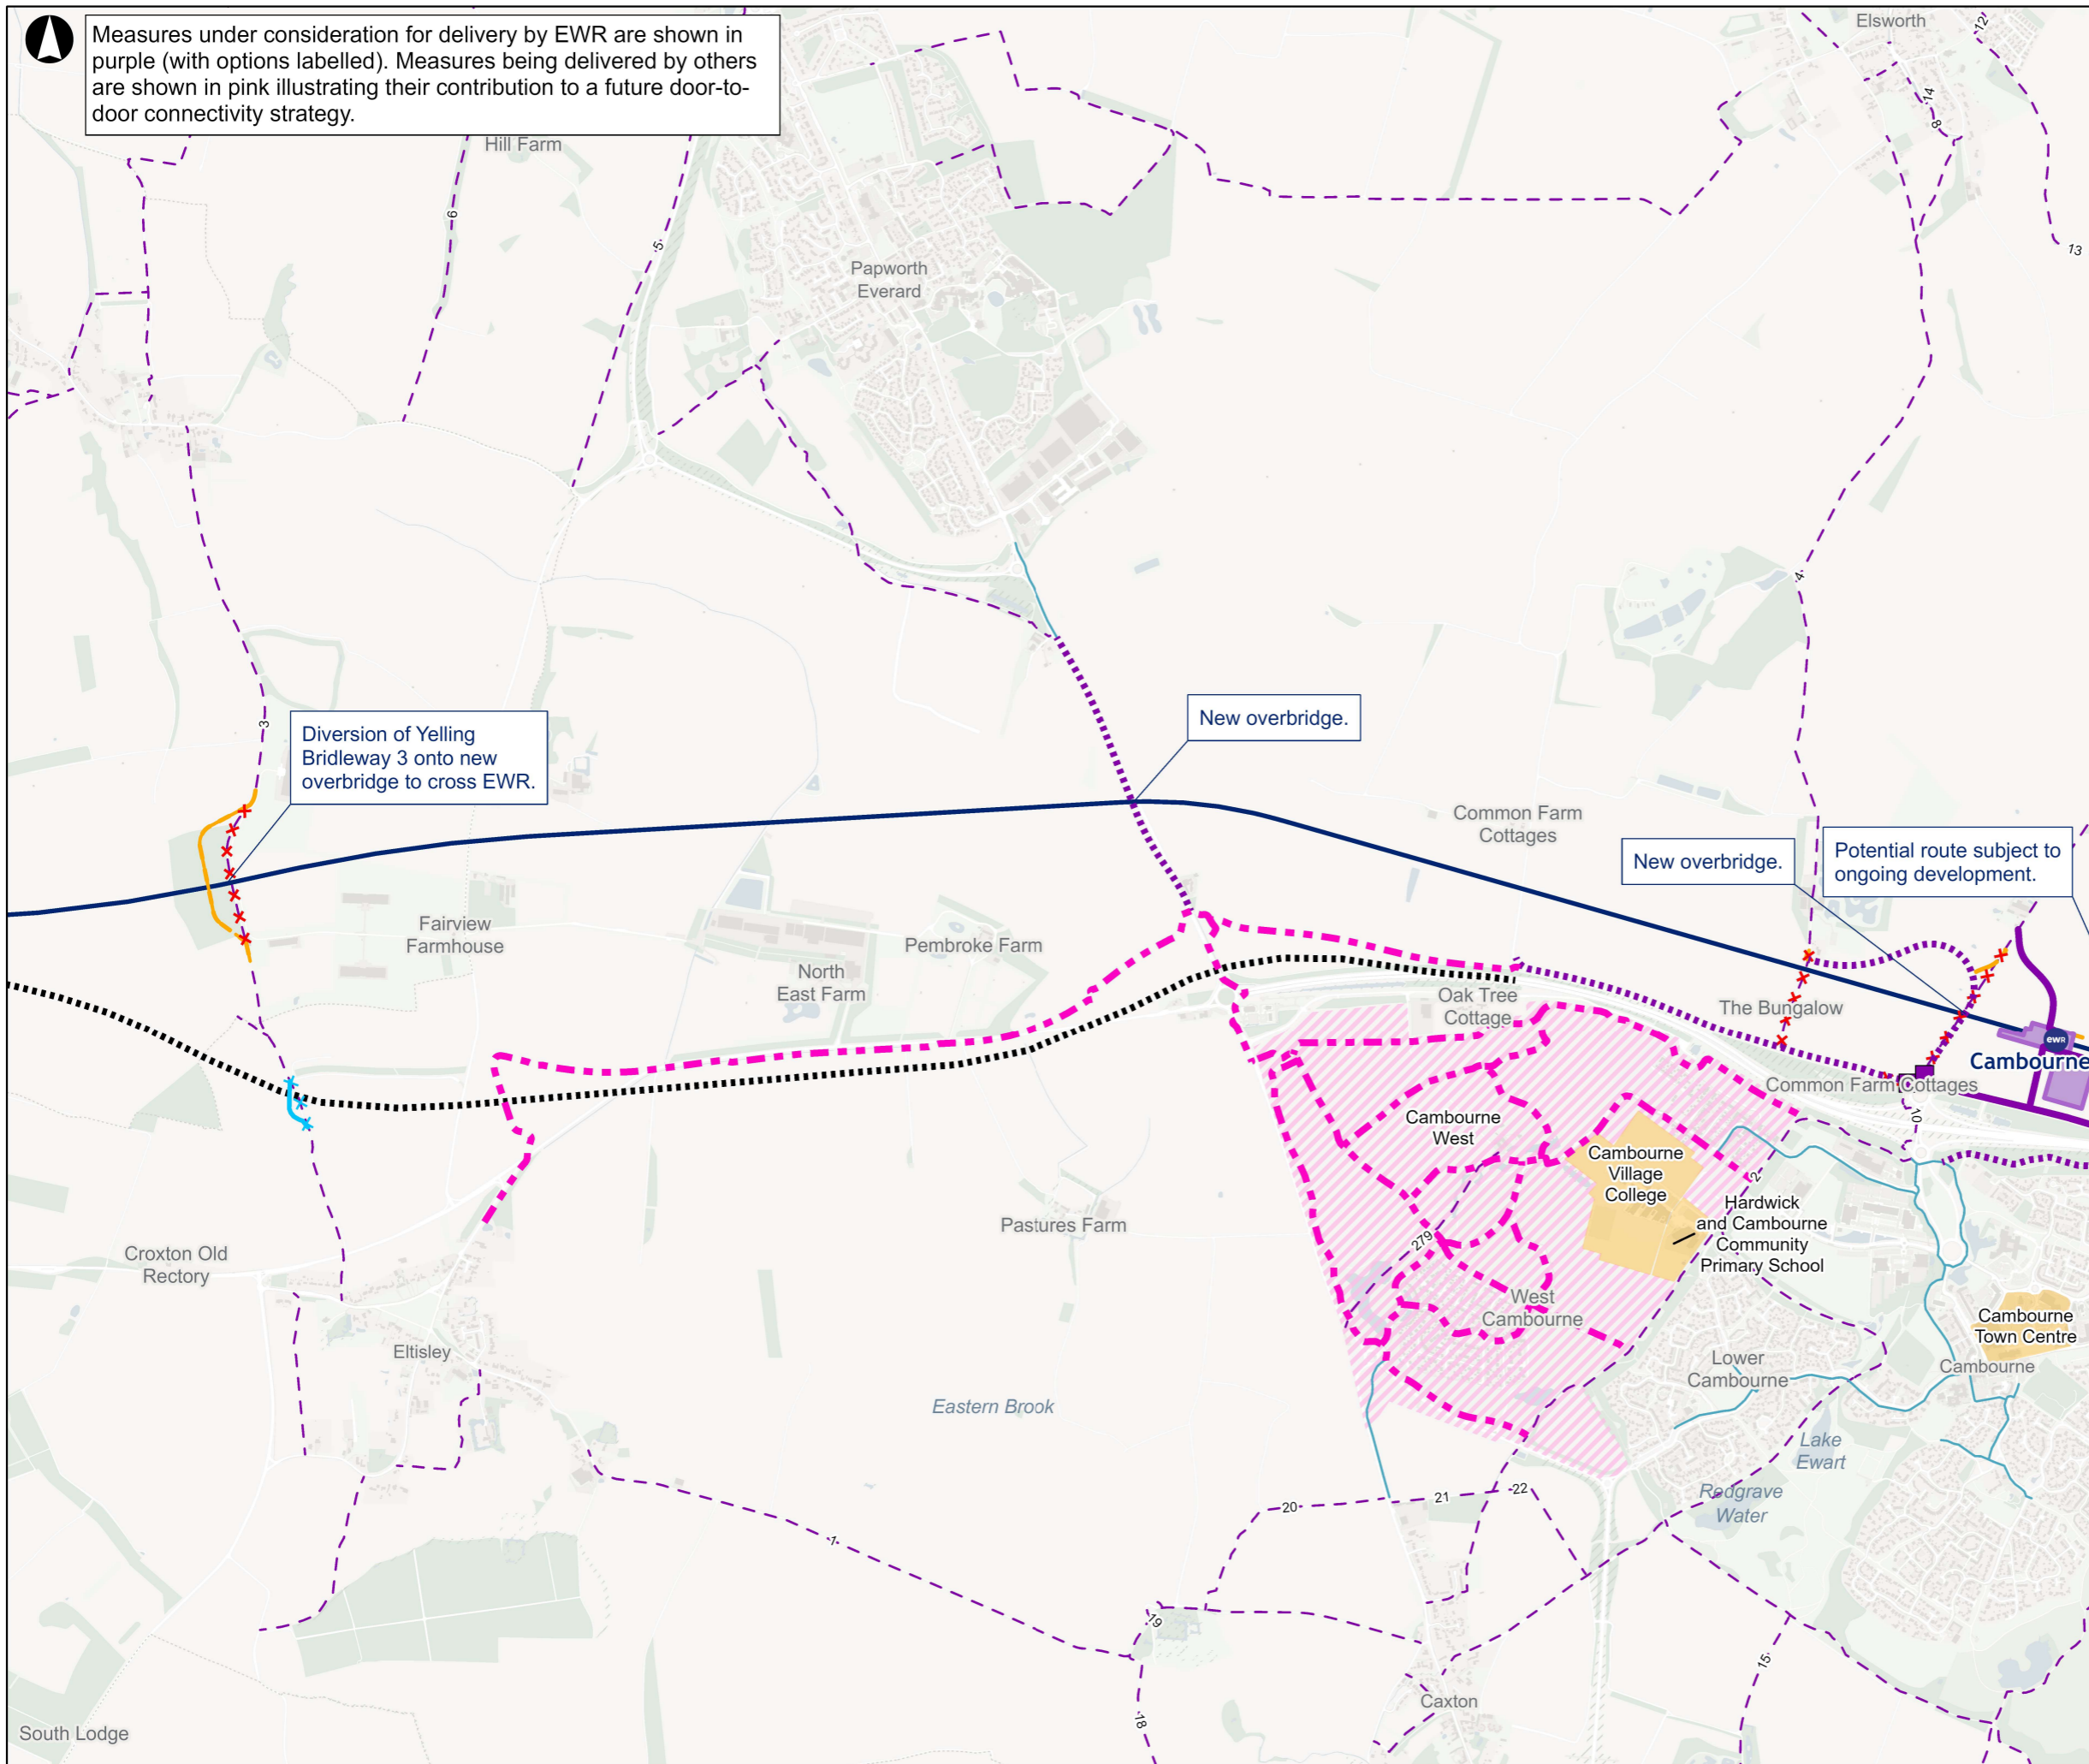 Measures under consideration for delivery by EWR are shown in
purple (with options labelled). Measures being delivered by others
are shown in pink illustrating their contribution to a future door-to-
door connectivity strategy.
Elsworth
12
14
8
13
Hill Farm
6
5
Papworth
Everard
4
3
Diversion of Yelling
Bridleway 3 onto new
overbridge to cross EWR.
New overbridge.
Common Farm
Cottages
New overbridge.
Potential route subject to
ongoing development.
Fairview
Farmhouse
Pembroke Farm
North
East Farm
Oak Tree
Cottage
The Bungalow
EWR
Cambourne
Common Farm Cottages
10
Cambourne
West
Cambourne
Village
College
2
Hardwick
and Cambourne
Community
Primary School
Pastures Farm
279
Croxton Old
Rectory
West
Cambourne
Cambourne
Town Centre
Eltisley
Lower
Cambourne
Cambourne
Eastern Brook
Lake
Ewart
Redgrave
Water
20
21
22
1
19
15
18
Caxton
South Lodge